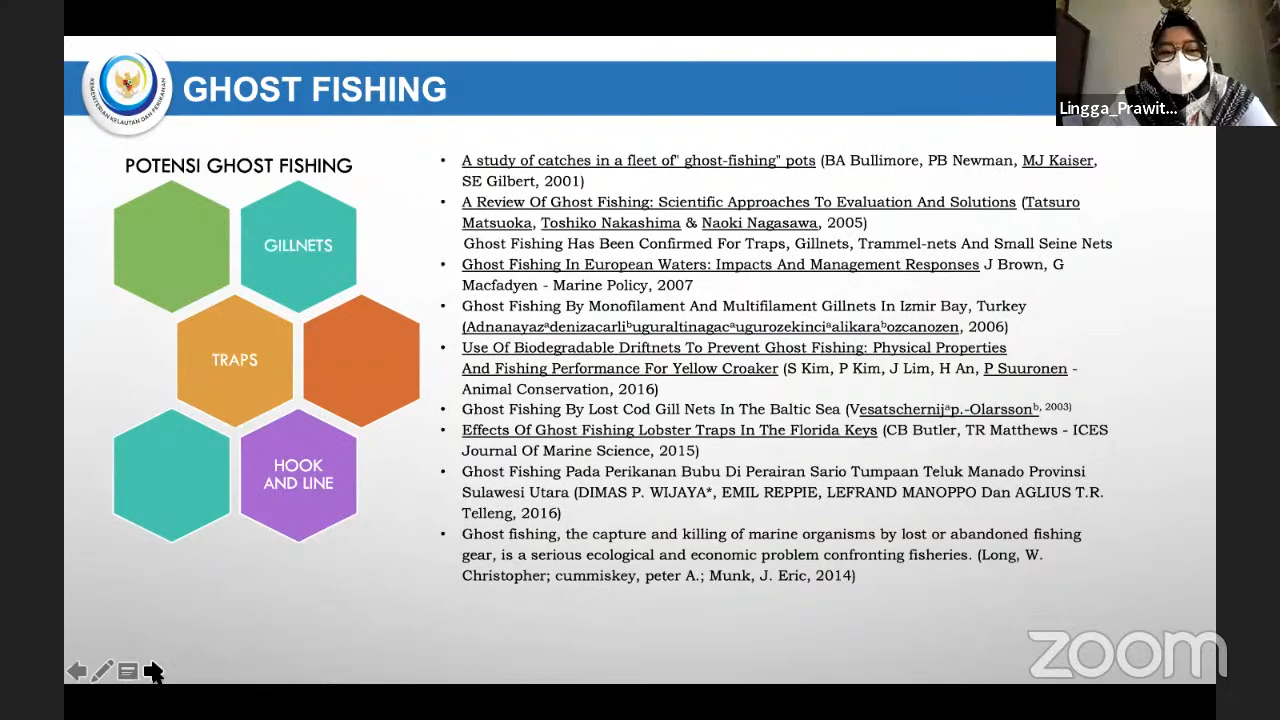 GHOST FISHING
KEMENTERIAN KELAUTAN DAN PERIKANAN
Lingga_Prawit...
POTENSI GHOST FISHING
GILLNETS
TRAPS
HOOK
AND LINE
• A study of catches in a fleet of" ghost-fishing" pots (BA Bullimore, PB Newman, MJ Kaiser,
SE Gilbert, 2001)
• A Review Of Ghost Fishing: Scientific Approaches To Evaluation And Solutions (Tatsuro
Matsuoka, Toshiko Nakashima & Naoki Nagasawa, 2005)
Ghost Fishing Has Been Confirmed For Traps, Gillnets, Trammel-nets And Small Seine Nets
• Ghost Fishing In European Waters: Impacts And Management Responses J Brown, G
Macfadyen - Marine Policy, 2007
• Ghost Fishing By Monofilament And Multifilament Gillnets In Izmir Bay, Turkey
(Adnanayazᵃdenizacarliᵇuguraltinagacᵃugurozekinciᵃalikaraᵇozcanozen, 2006)
• Use Of Biodegradable Driftnets To Prevent Ghost Fishing: Physical Properties
And Fishing Performance For Yellow Croaker (S Kim, P Kim, J Lim, H An, P Suuronen -
Animal Conservation, 2016)
• Ghost Fishing By Lost Cod Gill Nets In The Baltic Sea (Vesatschernijᵃp.-Olarssonᵇ, ²⁰⁰³⁾
• Effects Of Ghost Fishing Lobster Traps In The Florida Keys (CB Butler, TR Matthews - ICES
Journal Of Marine Science, 2015)
• Ghost Fishing Pada Perikanan Bubu Di Perairan Sario Tumpaan Teluk Manado Provinsi
Sulawesi Utara (DIMAS P. WIJAYA*, EMIL REPPIE, LEFRAND MANOPPO Dan AGLIUS T.R.
Telleng, 2016)
• Ghost fishing, the capture and killing of marine organisms by lost or abandoned fishing
gear, is a serious ecological and economic problem confronting fisheries. (Long, W.
Christopher; cummiskey, peter A.; Munk, J. Eric, 2014)
zoom